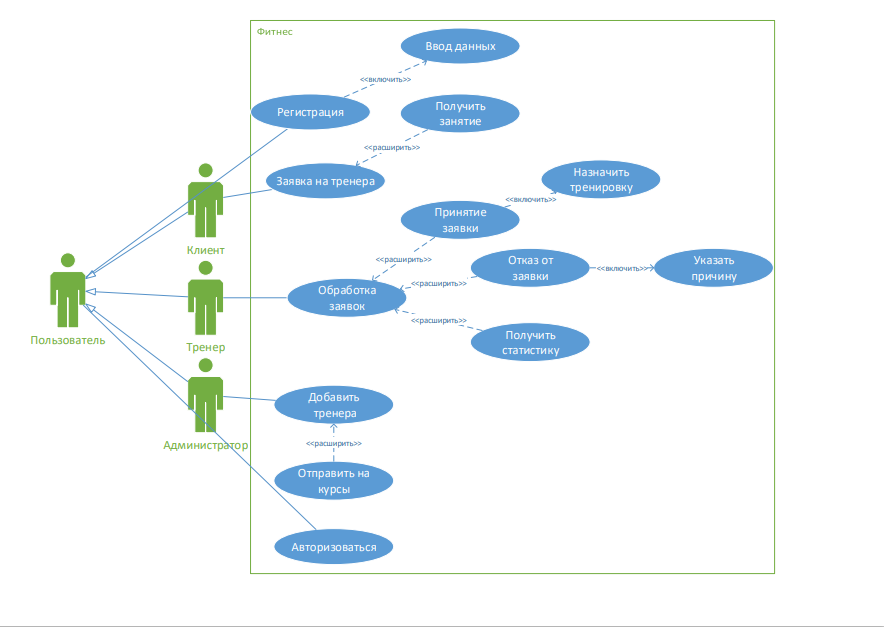 Фитнес
Ввод данных
<<включить>>
Регистрация
Получить
занятие
<<расширить>>
Заявка на тренера
Назначить
тренировку
<<включить>>
Принятие
заявки
Клиент
<<расширить>>
Отказ от
заявки
<<включить>>
Указать
причину
<<расширить>>
Обработка
заявок
<<расширить>>
Получить
статистику
Пользователь
Тренер
Добавить
тренера
Администратор
<<расширить>>
Отправить на
курсы
Авторизоваться